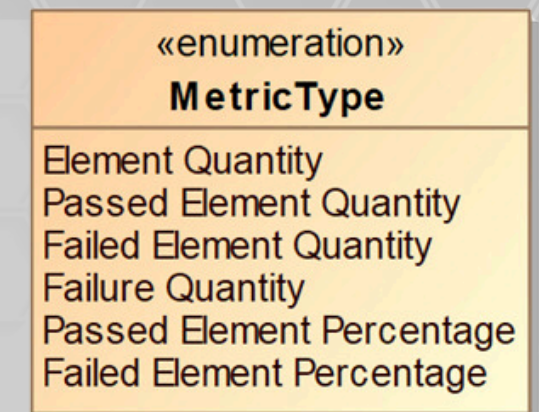 «enumeration»
MetricType
Element Quantity
Passed Element Quantity
Failed Element Quantity
Failure Quantity
Passed Element Percentage
Failed Element Percentage